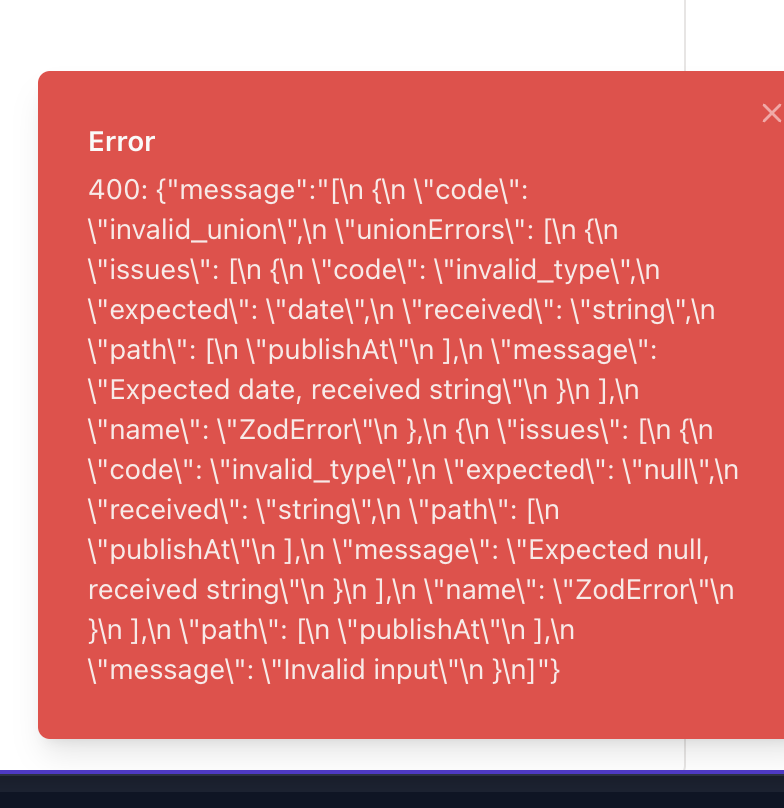 Error
400: {"message":"[\n {\n \"code\":
\"invalid_union\",\n \"unionErrors\": [\n {\n
\"issues\": [\n {\n \"code\": \"invalid_type\",\n
\"expected\": \"date\",\n \"received\": \"string\",\n
\"path\": [\n \"publishAt\"\n ],\n \"message\":
\"Expected date, received string\"\n }\n ],\n
\"name\": \"ZodError\"\n },\n {\n \"issues\": [\n {\n
\"code\": \"invalid_type\",\n \"expected\": \"null\",\n
\"received\": \"string\",\n \"path\": [\n
\"publishAt\"\n ],\n \"message\": \"Expected null,
received string\"\n }\n ],\n \"name\": \"ZodError\"\n
}\n ],\n \"path\": [\n \"publishAt\"\n ],\n
\"message\": \"Invalid input\"\n }\n]"}